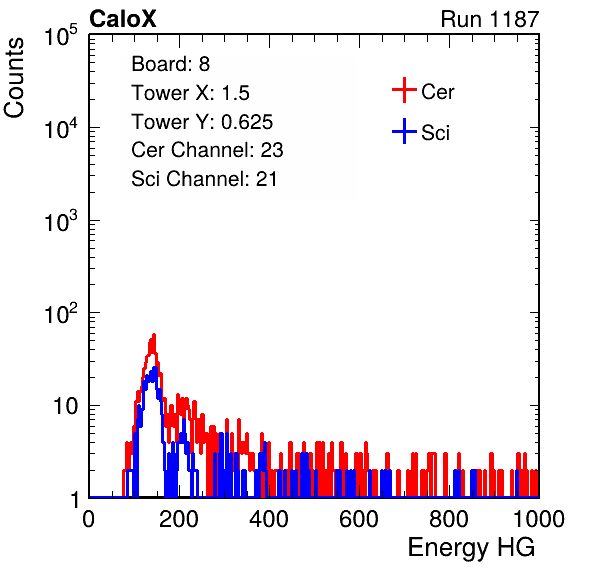 CaloX Run 1187
Board: 8
Tower X: 1.5
Tower Y: 0.625
Cer Channel: 23
Sci Channel: 21
Cer
Sci
Counts
10^5
10^4
10^3
10^2
10
1
0 200 400 600 800 1000
Energy HG